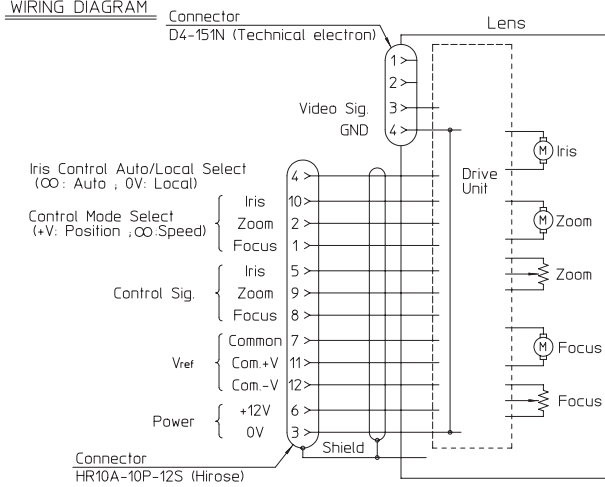 WIRING DIAGRAM
Connector
D4-151N (Technical electron)
Lens
1
2
Video Sig. 3
GND 4
Iris Control Auto/Local Select
(∞: Auto ; 0V: Local)
4
Control Mode Select
(+V: Position ;∞:Speed)
Iris 10
Zoom 2
Focus 1
Control Sig.
Iris 5
Zoom 9
Focus 8
Vref
Common 7
Com.+V 11
Com.-V 12
Power
+12V 6
0V 3
Shield
Connector
HR10A-10P-12S (Hirose)
Drive
Unit
M Iris
M Zoom
Zoom
M Focus
Focus